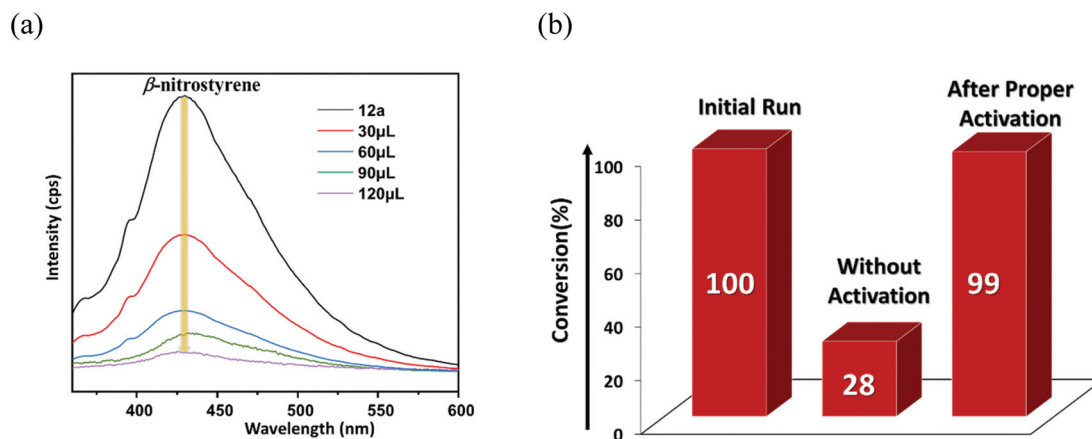 (a)
β-nitrostyrene
12a
30µL
60µL
90µL
120µL
Intensity (cps)
400
450
500
550
600
Wavelength (nm)
(b)
Initial Run
Without
Activation
After Proper
Activation
Conversion(%)
100
80
60
40
20
0
100
28
99